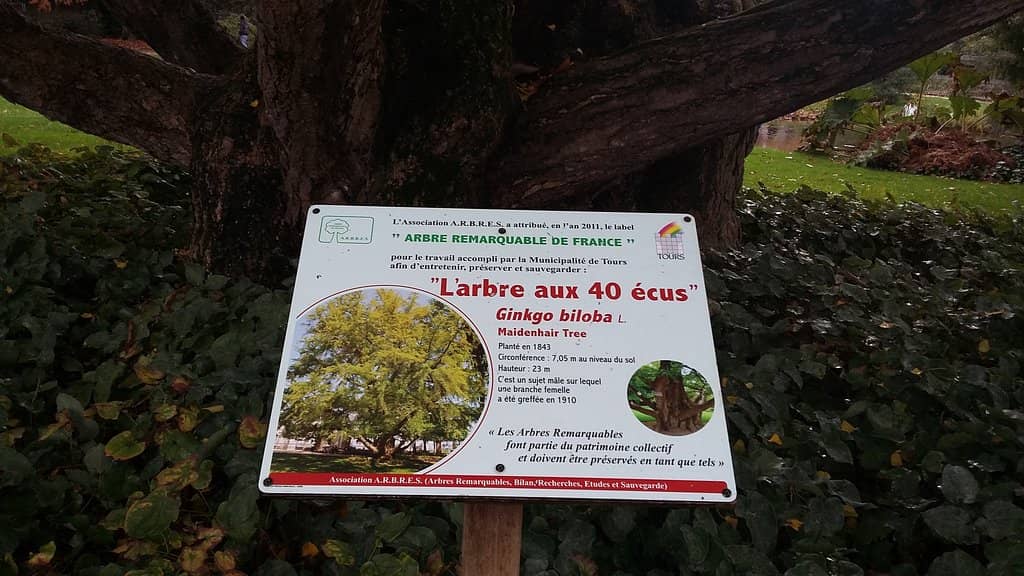 L'Association A.R.B.R.E.S. a attribué, en l'an 2011, le label
" ARBRE REMARQUABLE DE FRANCE "
ARBRES
TOURS
pour le travail accompli par la Municipalité de Tours
afin d'entretenir, préserver et sauvegarder :
"L'arbre aux 40 écus"
Ginkgo biloba L.
Maidenhair Tree
Planté en 1843
Circonférence : 7,05 m au niveau du sol
Hauteur : 23 m
C'est un sujet mâle sur lequel
une branche femelle
a été greffée en 1910
« Les Arbres Remarquables
font partie du patrimoine collectif
et doivent être préservés en tant que tels »
Association A.R.B.R.E.S. (Arbres Remarquables, Bilan, Recherches, Etudes et Sauvegarde)